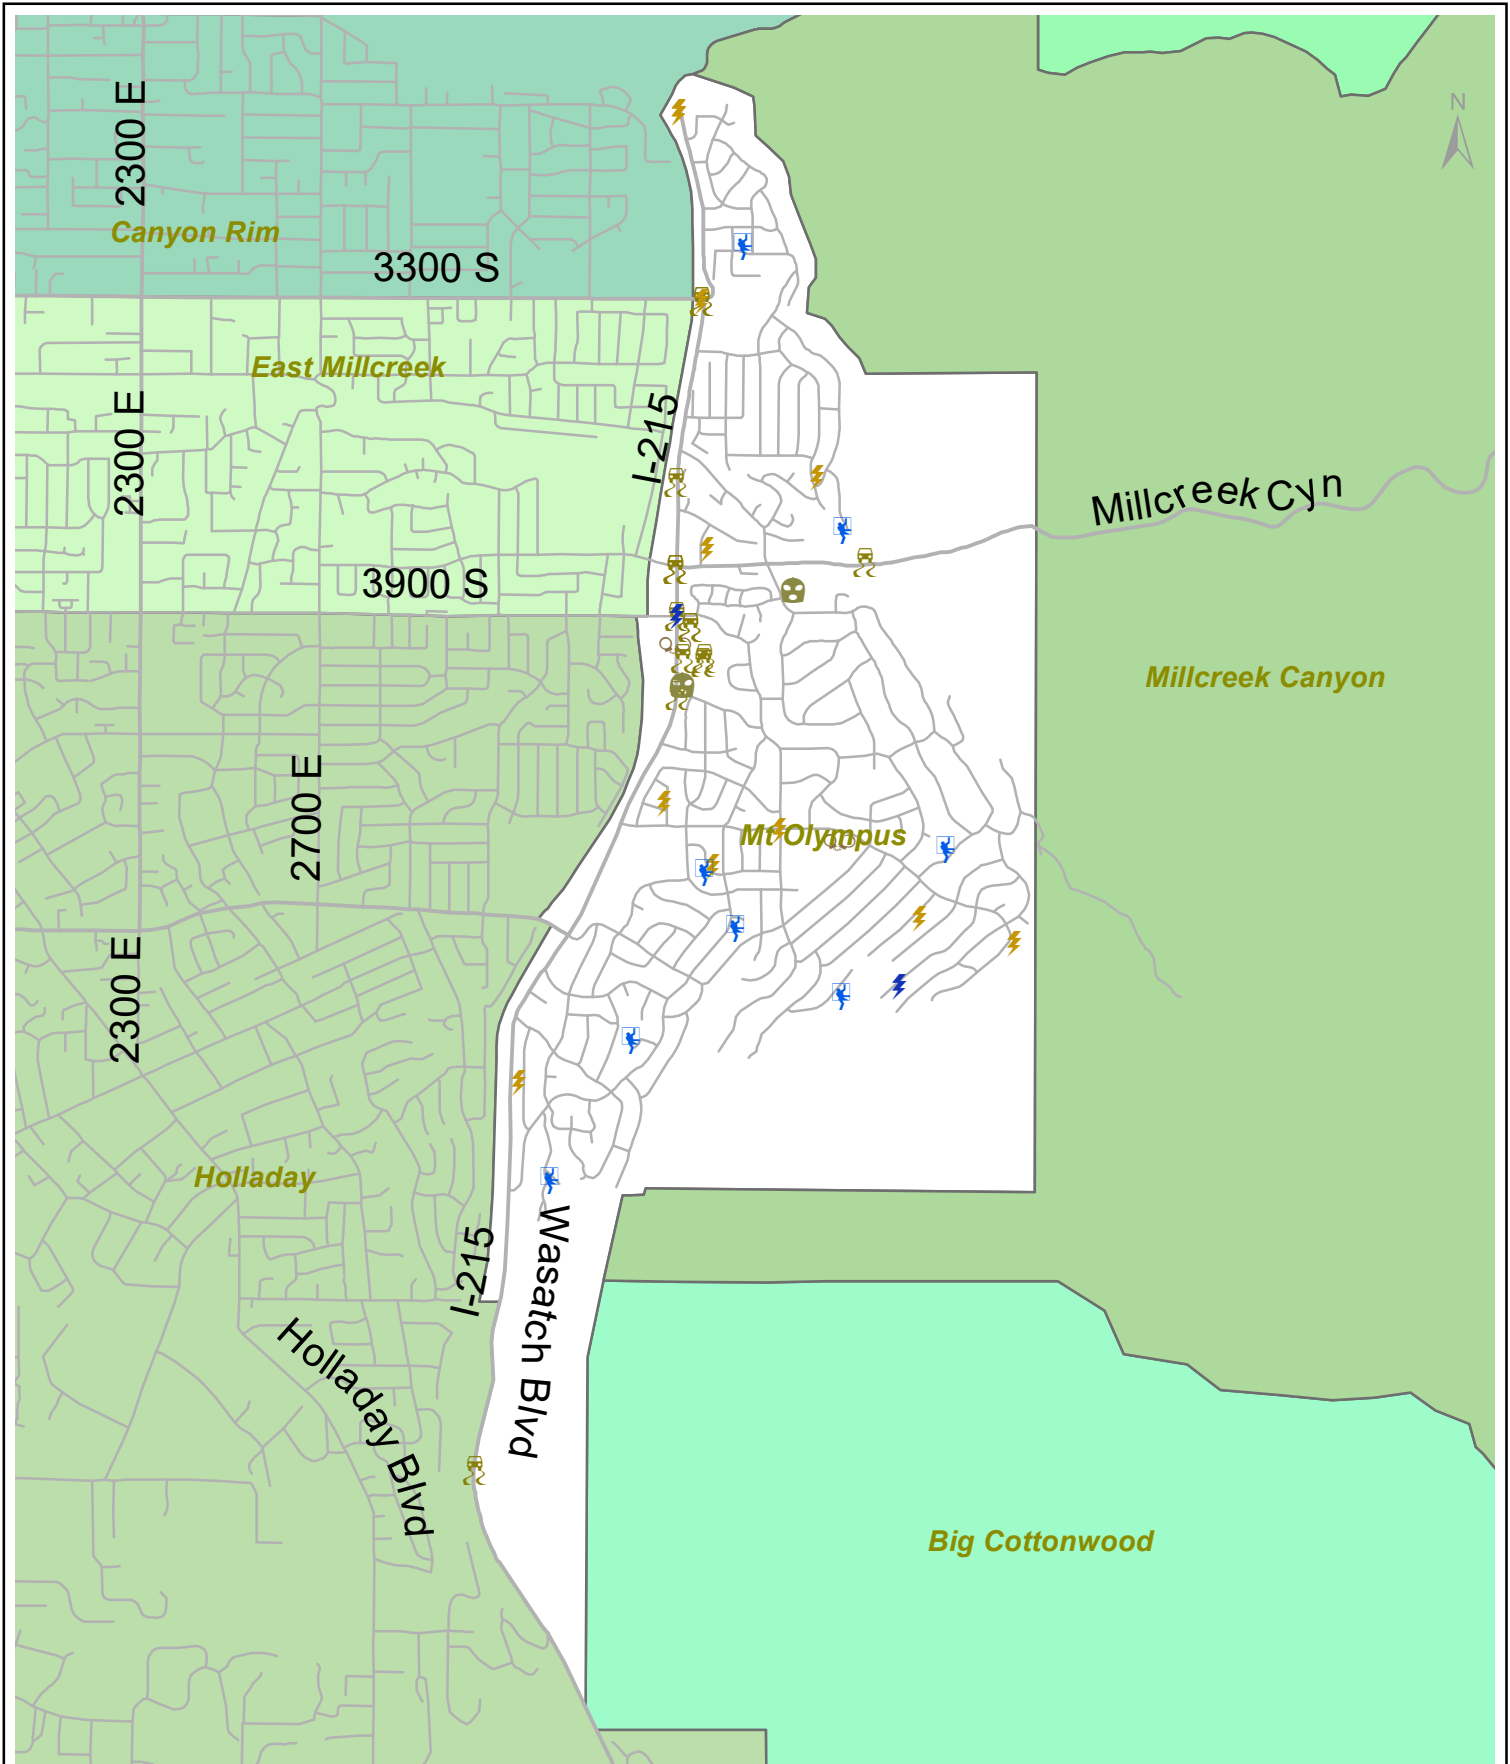 N
2300 E
Canyon Rim
3300 S
East Millcreek
2300 E
I-215
Millcreek Cyn
3900 S
Millcreek Canyon
2700 E
Mt Olympus
2300 E
Holladay
I-215
Wasatch Blvd
Holladay Blvd
Big Cottonwood